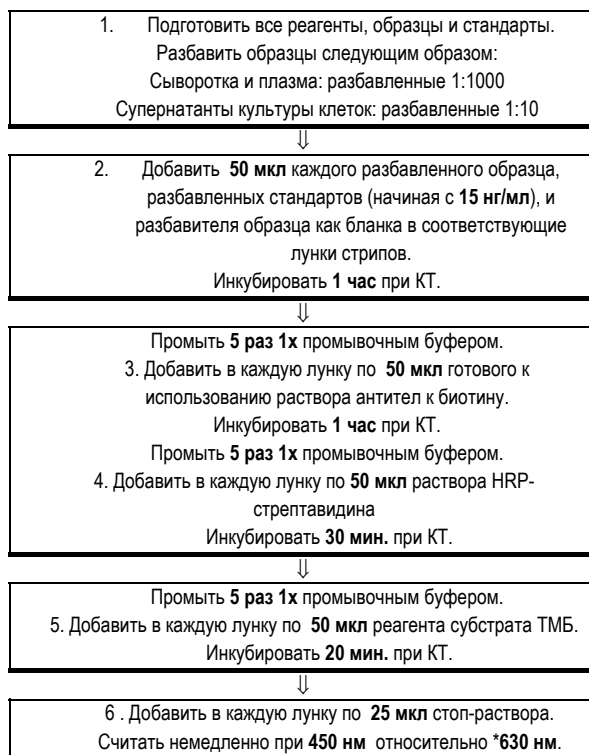 1. Подготовить все реагенты, образцы и стандарты.
Разбавить образцы следующим образом:
Сыворотка и плазма: разбавленные 1:1000
Супернатанты культуры клеток: разбавленные 1:10
⇓
2. Добавить 50 мкл каждого разбавленного образца,
разбавленных стандартов (начиная с 15 нг/мл), и
разбавителя образца как бланка в соответствующие
лунки стрипов.
Инкубировать 1 час при КТ.
⇓
Промыть 5 раз 1x промывочным буфером.
3. Добавить в каждую лунку по 50 мкл готового к
использованию раствора антител к биотину.
Инкубировать 1 час при КТ.
Промыть 5 раз 1x промывочным буфером.
4. Добавить в каждую лунку по 50 мкл раствора HRP-
стрептавидина
Инкубировать 30 мин. при КТ.
⇓
Промыть 5 раз 1x промывочным буфером.
5. Добавить в каждую лунку по 50 мкл реагента субстрата ТМБ.
Инкубировать 20 мин. при КТ.
⇓
6 . Добавить в каждую лунку по 25 мкл стоп-раствора.
Считать немедленно при 450 нм относительно *630 нм.